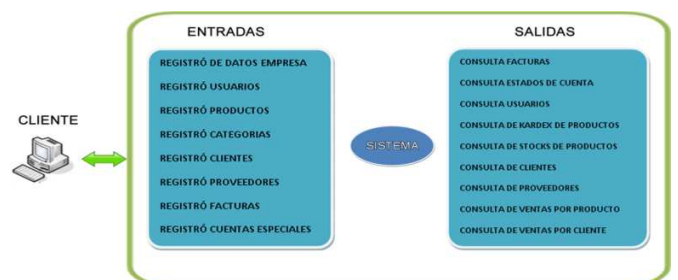 ENTRADAS
SALIDAS
REGISTRÓ DE DATOS EMPRESA
REGISTRÓ USUARIOS
REGISTRÓ PRODUCTOS
REGISTRÓ CATEGORIAS
REGISTRÓ CLIENTES
REGISTRÓ PROVEEDORES
REGISTRÓ FACTURAS
REGISTRÓ CUENTAS ESPECIALES
CLIENTE
SISTEMA
CONSULTA FACTURAS
CONSULTA ESTADOS DE CUENTA
CONSULTA USUARIOS
CONSULTA DE KARDEX DE PRODUCTOS
CONSULTA DE STOCKS DE PRODUCTOS
CONSULTA DE CLIENTES
CONSULTA DE PROVEEDORES
CONSULTA DE VENTAS POR PRODUCTO
CONSULTA DE VENTAS POR CLIENTE